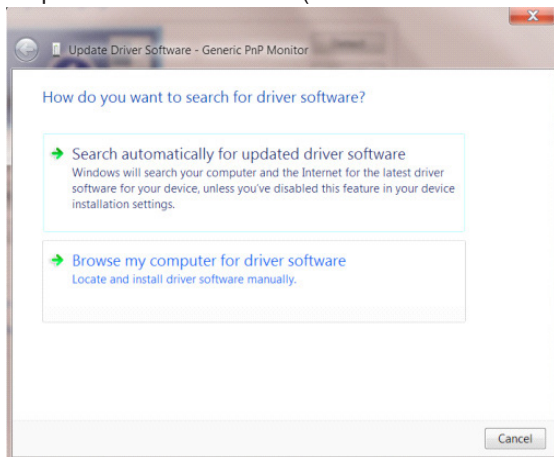 Update Driver Software - Generic PnP Monitor
How do you want to search for driver software?
Search automatically for updated driver software
Windows will search your computer and the Internet for the latest driver
software for your device, unless you've disabled this feature in your device
installation settings.
Browse my computer for driver software
Locate and install driver software manually.
Cancel